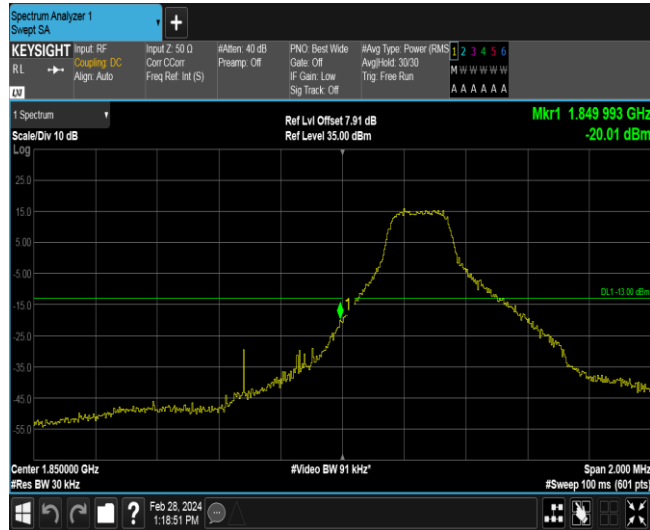 Spectrum Analyzer 1
Swept SA
+
KEYSIGHT
RL
LXI
Input: RF
Coupling: DC
Align: Auto
Input Z: 50 Ω
Corr CCorr
Freq Ref: Int (S)
#Atten: 40 dB
Preamp: Off
PNO: Best Wide
Gate: Off
IF Gain: Low
Sig Track: Off
#Avg Type: Power (RMS
Avg|Hold: 30/30
Trig: Free Run
1 2 3 4 5 6
M W W W W W
A A A A A A
1 Spectrum
Scale/Div 10 dB
Log
Ref Lvl Offset 7.91 dB
Ref Level 35.00 dBm
Mkr1 1.849 993 GHz
-20.01 dBm
25.0
15.0
5.00
-5.00
DL1 -13.00 dBm
1
-15.0
-25.0
-35.0
-45.0
-55.0
Center 1.850000 GHz
#Res BW 30 kHz
#Video BW 91 kHz*
Span 2.000 MHz
#Sweep 100 ms (601 pts)
?
Feb 28, 2024
1:18:51 PM